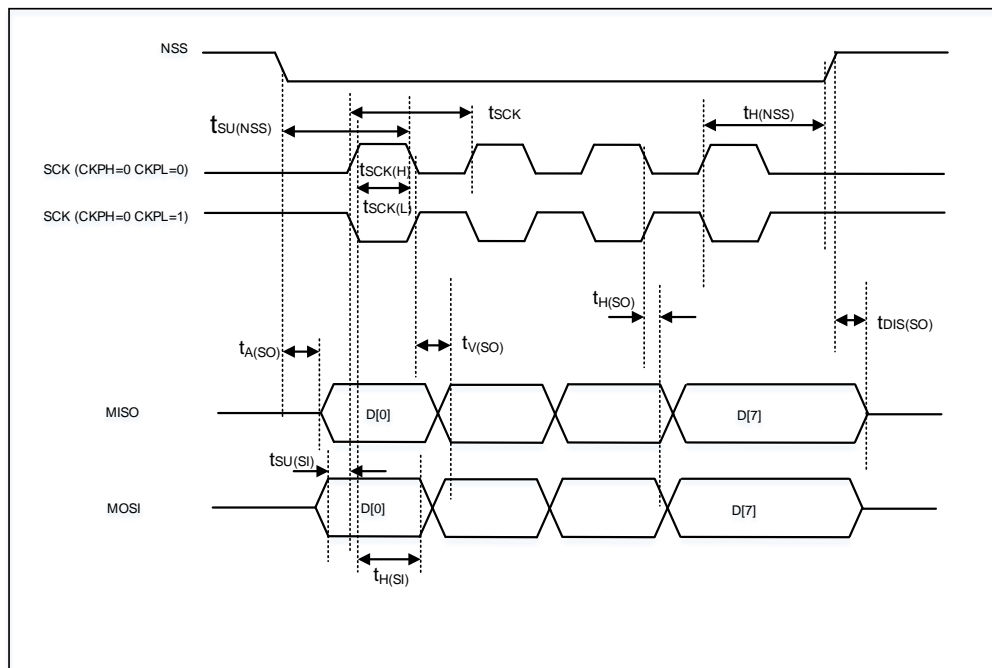 NSS
tSCK
tSU(NSS)
tH(NSS)
SCK (CKPH=0 CKPL=0)
tSCK(H)
tSCK(L)
SCK (CKPH=0 CKPL=1)
tH(SO)
tDIS(SO)
tA(SO)
tV(SO)
MISO
D[0]
D[7]
tSU(SI)
MOSI
D[0]
D[7]
tH(SI)